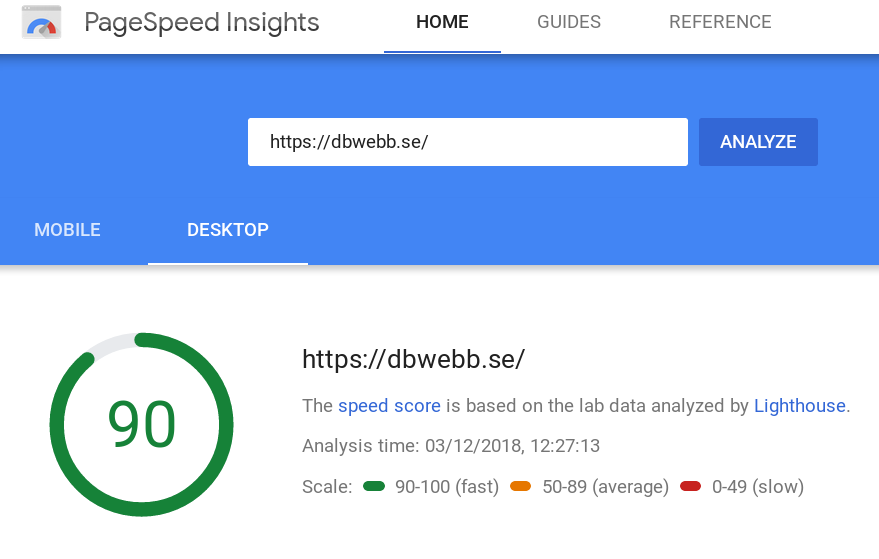 PageSpeed Insights HOME GUIDES REFERENCE
https://dbwebb.se/ ANALYZE
MOBILE DESKTOP
90
https://dbwebb.se/
The speed score is based on the lab data analyzed by Lighthouse.
Analysis time: 03/12/2018, 12:27:13
Scale: 90-100 (fast) 50-89 (average) 0-49 (slow)